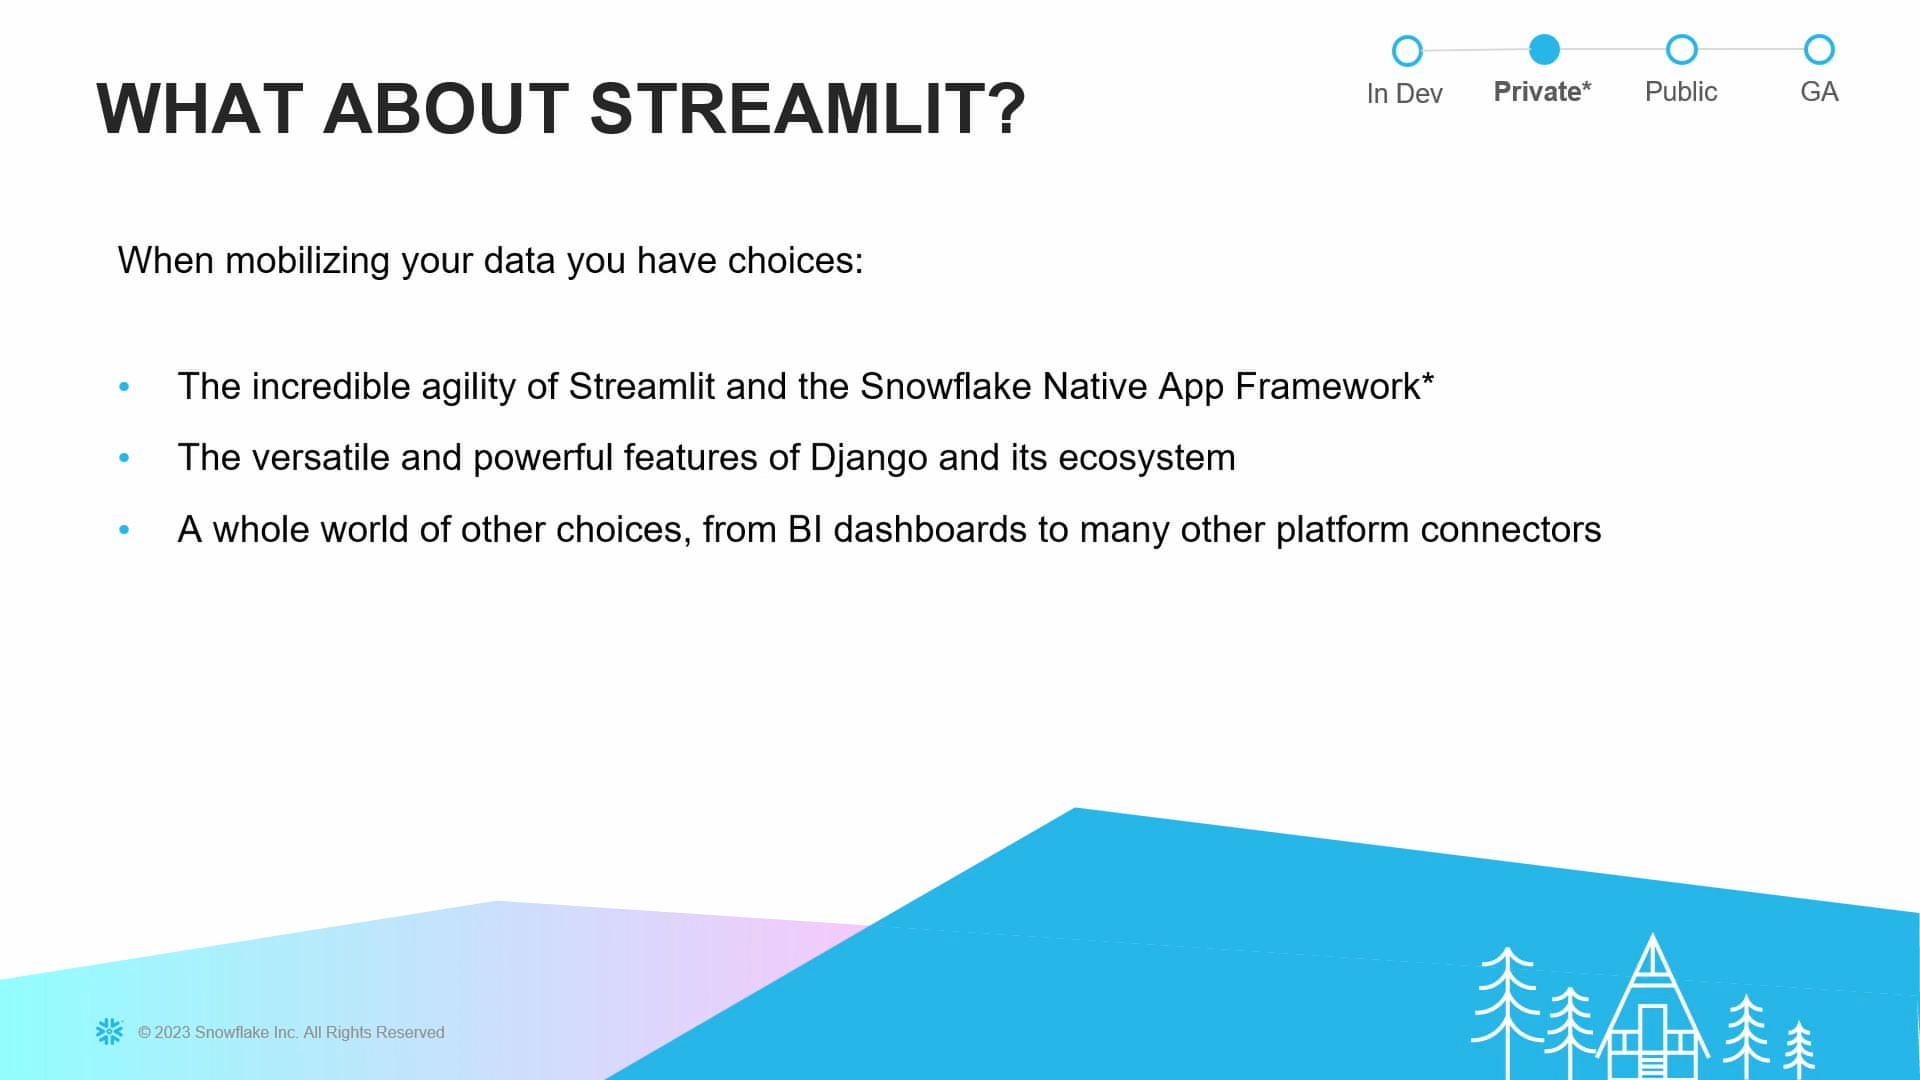 WHAT ABOUT STREAMLIT?
In Dev
Private*
Public
GA
When mobilizing your data you have choices:
• The incredible agility of Streamlit and the Snowflake Native App Framework*
• The versatile and powerful features of Django and its ecosystem
• A whole world of other choices, from BI dashboards to many other platform connectors
© 2023 Snowflake Inc. All Rights Reserved